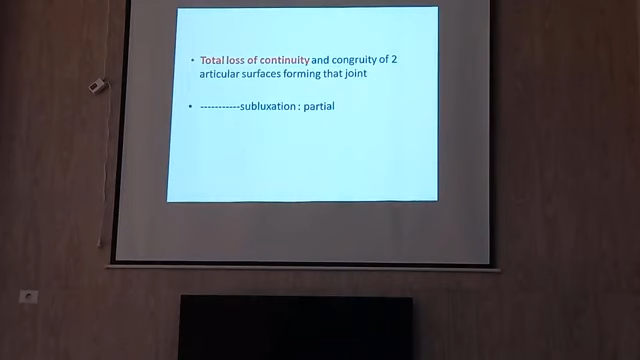 • Total loss of continuity and congruity of 2
articular surfaces forming that joint
• -----------subluxation : partial